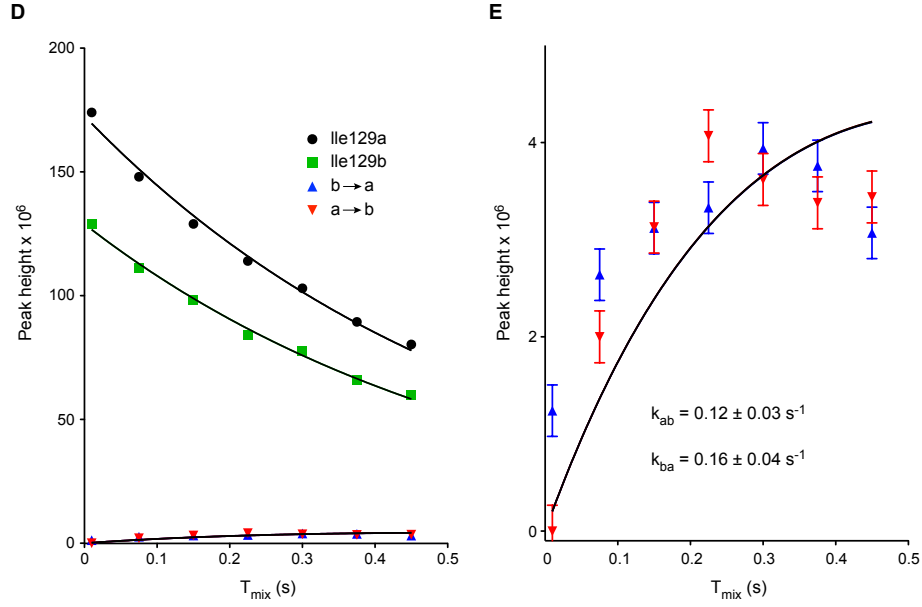 D
Peak height x 10⁶
200
150
100
50
0
0
0.1
0.2
0.3
0.4
0.5
T_mix (s)
Ile129a
Ile129b
b→a
a→b
E
Peak height x 10⁶
4
2
0
0
0.1
0.2
0.3
0.4
0.5
T_mix (s)
k_ab = 0.12 ± 0.03 s⁻¹
k_ba = 0.16 ± 0.04 s⁻¹